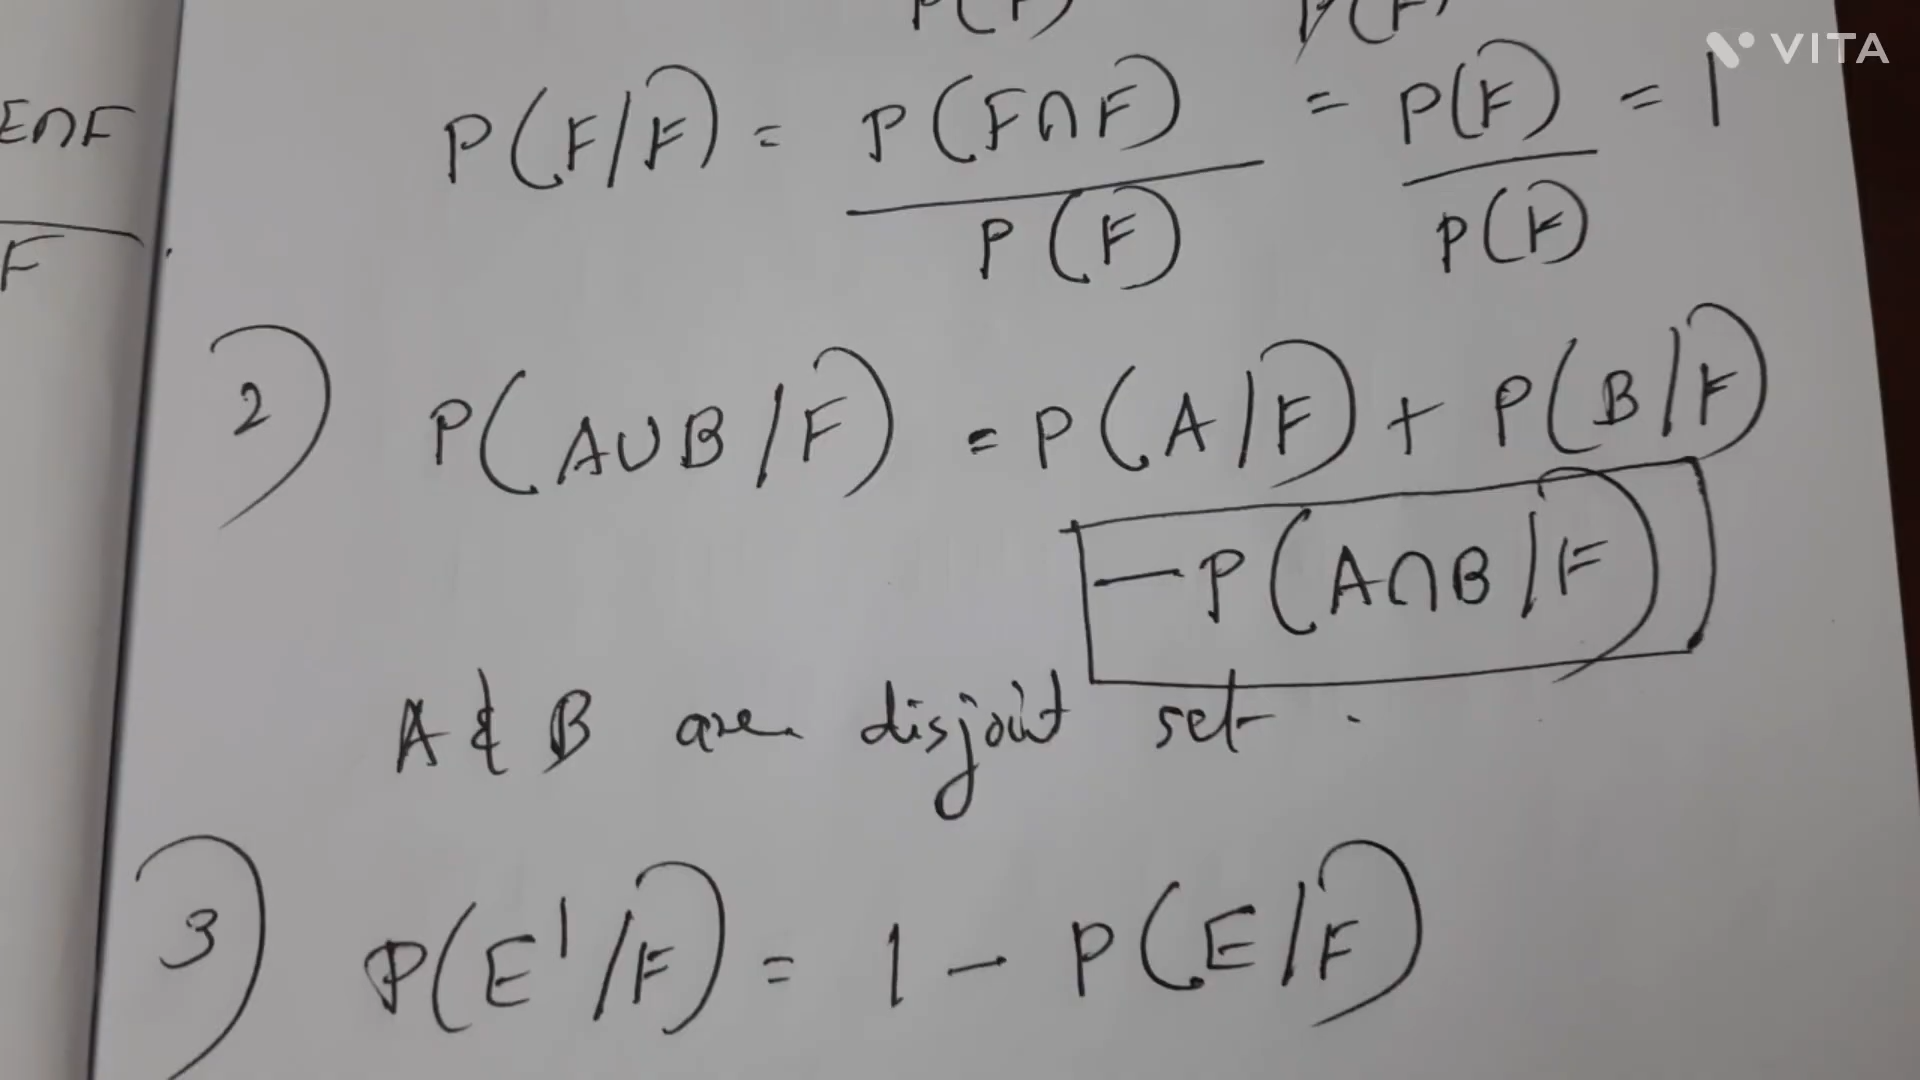 P(F) P(F)
VITA
E∩F
F
P(F/F) = P(F∩F) / P(F) = P(F) / P(F) = 1
2) P(A∪B/F) = P(A/F) + P(B/F)
— P(A∩B/F)
A & B are disjoint set .
3) P(E'/F) = 1 — P(E/F)